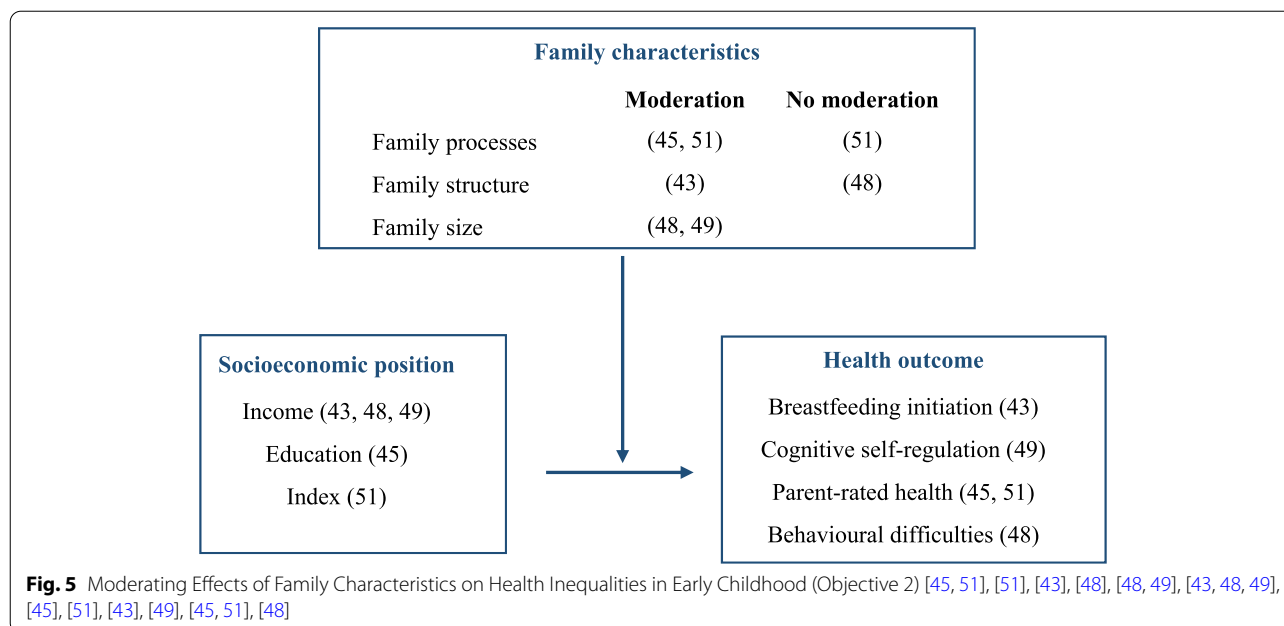 Family characteristics
Moderation No moderation
Family processes (45, 51) (51)
Family structure (43) (48)
Family size (48, 49)
Socioeconomic position
Income (43, 48, 49)
Education (45)
Index (51)
Health outcome
Breastfeeding initiation (43)
Cognitive self-regulation (49)
Parent-rated health (45, 51)
Behavioural difficulties (48)
Fig. 5 Moderating Effects of Family Characteristics on Health Inequalities in Early Childhood (Objective 2) [45, 51], [51], [43], [48], [48, 49], [43, 48, 49],
[45], [51], [43], [49], [45, 51], [48]